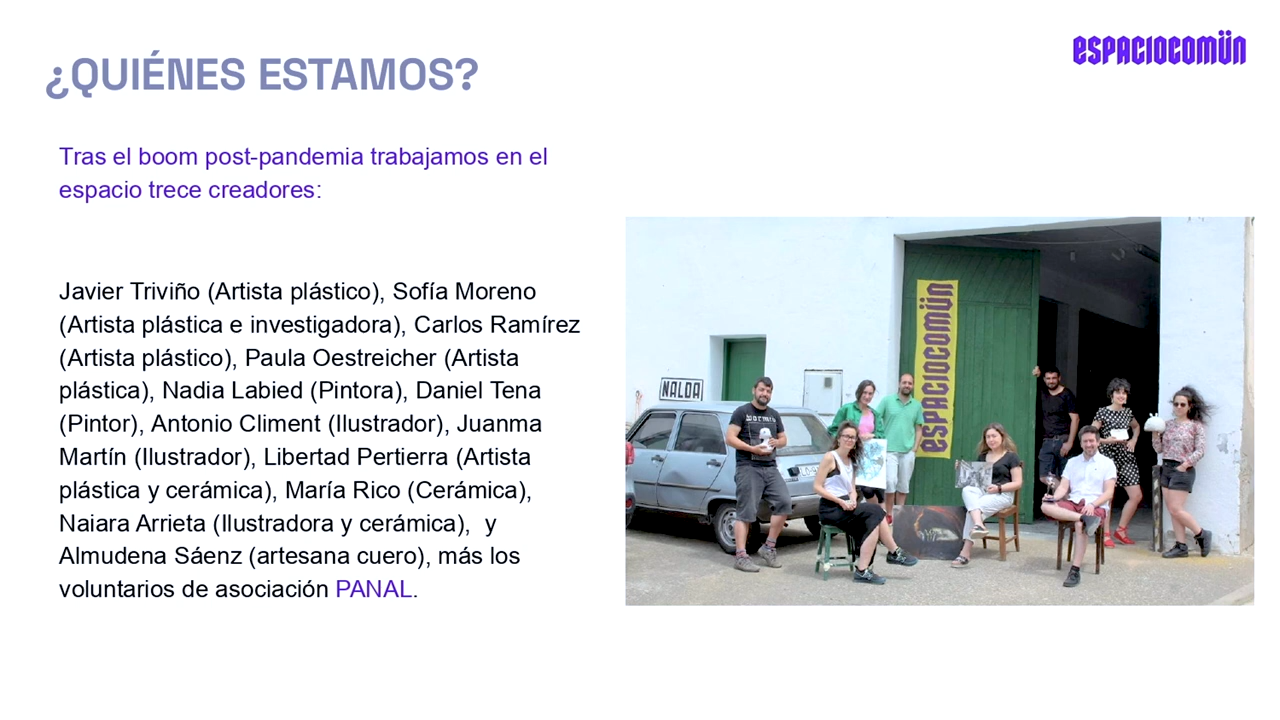 ¿QUIÉNES ESTAMOS?
ESPACIOCOMÜN
Tras el boom post-pandemia trabajamos en el
espacio trece creadores:
Javier Triviño (Artista plástico), Sofía Moreno
(Artista plástica e investigadora), Carlos Ramírez
(Artista plástico), Paula Oestreicher (Artista
plástica), Nadia Labied (Pintora), Daniel Tena
(Pintor), Antonio Climent (Ilustrador), Juanma
Martín (Ilustrador), Libertad Pertierra (Artista
plástica y cerámica), María Rico (Cerámica),
Naiara Arrieta (Ilustradora y cerámica),  y
Almudena Sáenz (artesana cuero), más los
voluntarios de asociación PANAL.
NALDA
ESPACIOCOMÜN